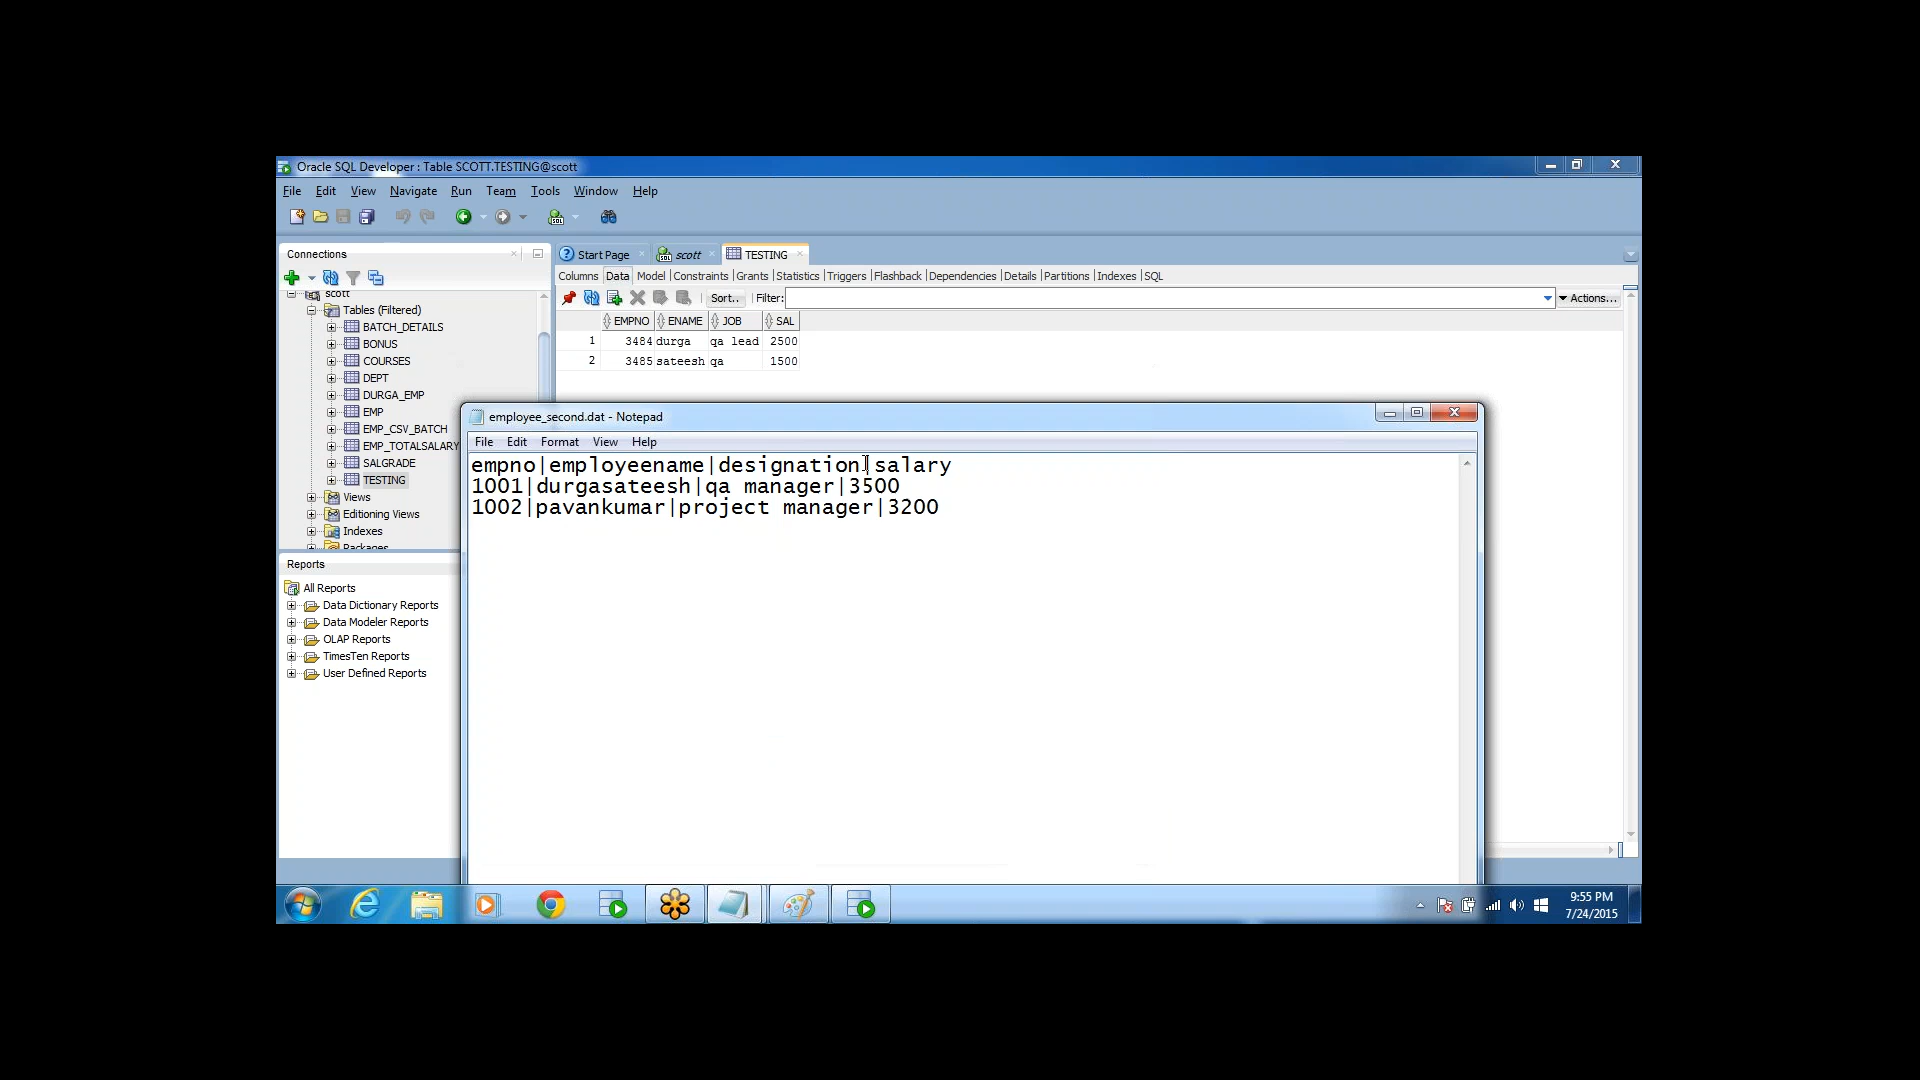 Oracle SQL Developer : Table SCOTT.TESTING@scott
File Edit View Navigate Run Team Tools Window Help
Connections
Start Page scott TESTING
Columns Data Model Constraints Grants Statistics Triggers Flashback Dependencies Details Partitions Indexes SQL
Sort.. Filter: Actions...
scott
Tables (Filtered)
BATCH_DETAILS
BONUS
COURSES
DEPT
DURGA_EMP
EMP
EMP_CSV_BATCH
EMP_TOTALSALARY
SALGRADE
TESTING
Views
Editioning Views
Indexes
Packages
EMPNO ENAME JOB SAL
1 3484 durga qa lead 2500
2 3485 sateesh qa 1500
employee_second.dat - Notepad
File Edit Format View Help
empno|employeename|designation|salary
1001|durgasateesh|qa manager|3500
1002|pavankumar|project manager|3200
Reports
All Reports
Data Dictionary Reports
Data Modeler Reports
OLAP Reports
TimesTen Reports
User Defined Reports
9:55 PM
7/24/2015